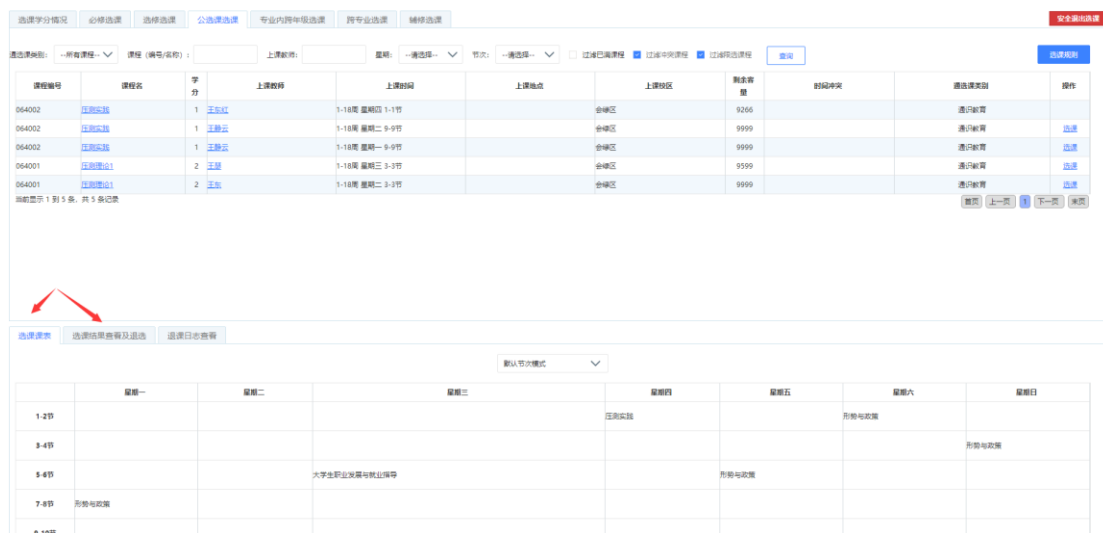 选课学分情况 必修选课 选修选课 公选课选课 专业内跨年级选课 跨专业选课 辅修选课 安全退出选课
通选课类别: --所有课程-- 课程 (编号/名称) : 上课教师: 星期: --请选择-- 节次: --请选择-- 过滤已满课程 过滤冲突课程 过滤限选课程 查询 选课规则
课程编号 课程名 学分 上课教师 上课时间 上课地点 上课校区 剩余容量 时间冲突 通选课类别 操作
064002 压测实践 1 王东红 1-18周 星期四 1-1节 会峰区 9266 通识教育
064002 压测实践 1 王静云 1-18周 星期二 9-9节 会峰区 9999 通识教育 选课
064002 压测实践 1 王静云 1-18周 星期一 9-9节 会峰区 9999 通识教育 选课
064001 压测理论1 2 王慧 1-18周 星期三 3-3节 会峰区 9599 通识教育 选课
064001 压测理论1 2 王东 1-18周 星期二 3-3节 会峰区 9999 通识教育 选课
当前显示 1 到 5 条, 共 5 条记录 首页 上一页 1 下一页 末页
选课课表 选课结果查看及退选 退课日志查看
默认节次模式
星期一 星期二 星期三 星期四 星期五 星期六 星期日
1-2节 压测实践 形势与政策
3-4节 形势与政策
5-6节 大学生职业发展与就业指导 形势与政策
7-8节 形势与政策
9-10节